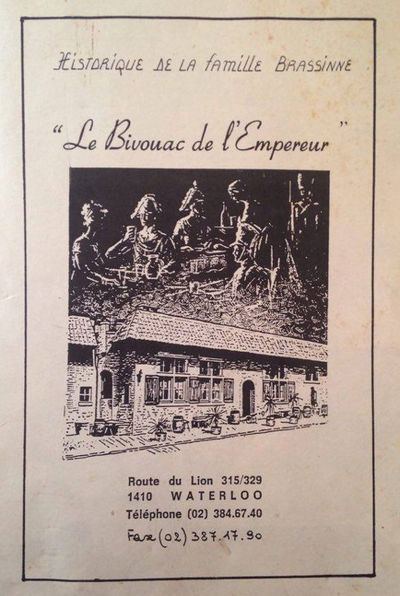 Historique de la famille Brassinne
"Le Bivouac de l'Empereur"
Route du Lion 315/329
1410 WATERLOO
Téléphone (02) 384.67.40
Fax (02) 387.17.90